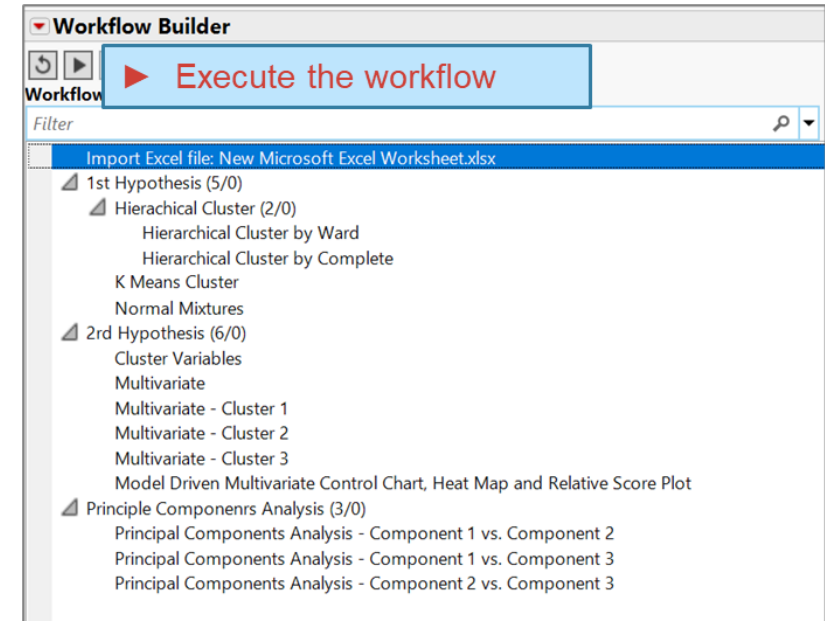 Workflow Builder
► Execute the workflow
Workflow
Filter
Import Excel file: New Microsoft Excel Worksheet.xlsx
1st Hypothesis (5/0)
Hierachical Cluster (2/0)
Hierarchical Cluster by Ward
Hierarchical Cluster by Complete
K Means Cluster
Normal Mixtures
2rd Hypothesis (6/0)
Cluster Variables
Multivariate
Multivariate - Cluster 1
Multivariate - Cluster 2
Multivariate - Cluster 3
Model Driven Multivariate Control Chart, Heat Map and Relative Score Plot
Principle Componenrs Analysis (3/0)
Principal Components Analysis - Component 1 vs. Component 2
Principal Components Analysis - Component 1 vs. Component 3
Principal Components Analysis - Component 2 vs. Component 3